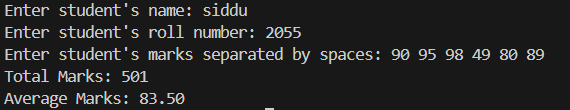 Enter student's name: siddu
Enter student's roll number: 2055
Enter student's marks separated by spaces: 90 95 98 49 80 89
Total Marks: 501
Average Marks: 83.50